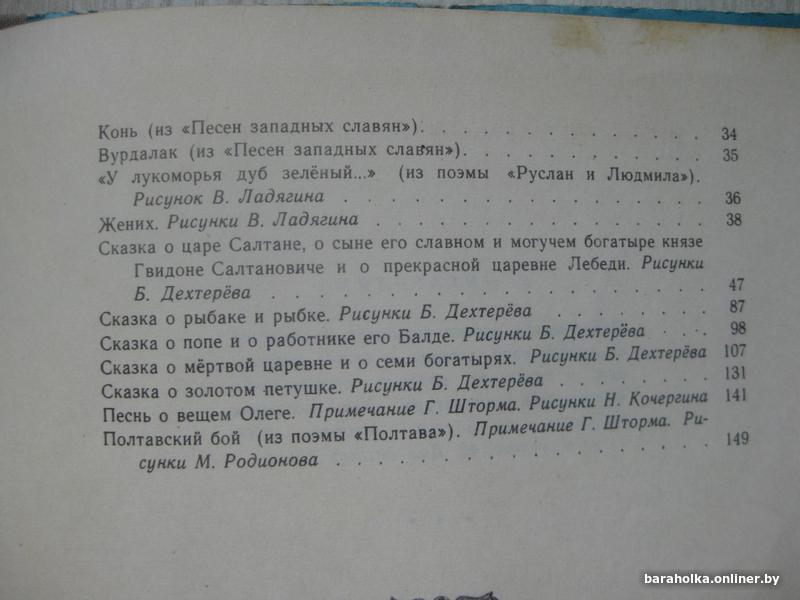 Конь (из «Песен западных славян»). . . . . . . . . . . . . . 34
Вурдалак (из «Песен западных славян»). . . . . . . . . . . . 35
«У лукоморья дуб зелёный...» (из поэмы «Руслан и Людмила»).
Рисунок В. Ладягина . . . . . . . . . . . . . . . . . 36
Жених. Рисунки В. Ладягина . . . . . . . . . . . . . . . 38
Сказка о царе Салтане, о сыне его славном и могучем богатыре князе
Гвидоне Салтановиче и о прекрасной царевне Лебеди. Рисунки
Б. Дехтерёва . . . . . . . . . . . . . . . . . . . . 47
Сказка о рыбаке и рыбке. Рисунки Б. Дехтерёва . . . . . . . 87
Сказка о попе и о работнике его Балде. Рисунки Б. Дехтерёва . . . 98
Сказка о мёртвой царевне и о семи богатырях. Рисунки Б. Дехтерёва 107
Сказка о золотом петушке. Рисунки Б. Дехтерёва . . . . . . . 131
Песнь о вещем Олеге. Примечание Г. Шторма. Рисунки Н. Кочергина 141
Полтавский бой (из поэмы «Полтава»). Примечание Г. Шторма. Ри-
сунки М. Родионова . . . . . . . . . . . . . . . . . 149
baraholka.onliner.by